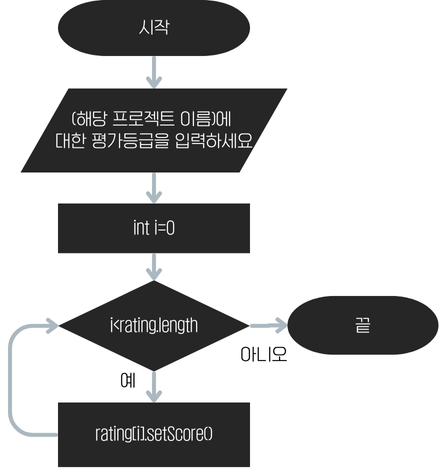 시작
(해당 프로젝트 이름)에
대한 평가등급을 입력하세요
int i=0
i<rating.length
끝
아니오
예
rating[i].setScore()